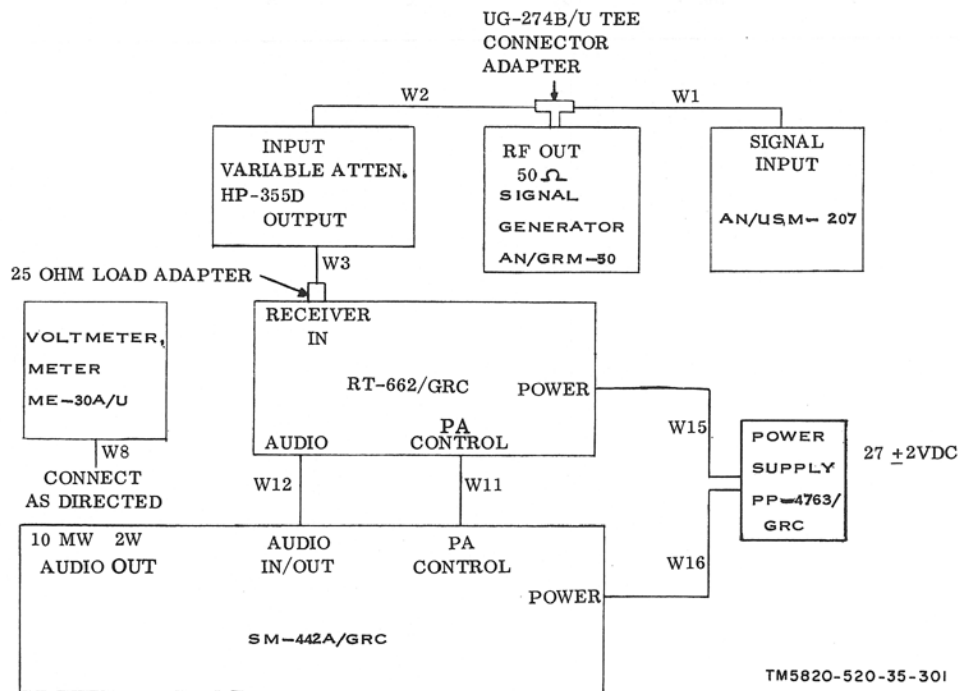 UG-274B/U TEE
CONNECTOR
ADAPTER
W2
W1
INPUT
VARIABLE ATTEN.
HP-355D
OUTPUT
RF OUT
50 Ω
SIGNAL
GENERATOR
AN/GRM-50
SIGNAL
INPUT
AN/USM- 207
W3
25 OHM LOAD ADAPTER
VOLTMETER,
METER
ME-30A/U
W8
CONNECT
AS DIRECTED
RECEIVER
IN
RT-662/GRC
POWER
AUDIO
PA
CONTROL
W15
POWER
SUPPLY
PP-4763/
GRC
27 ±2VDC
W12
W11
10 MW 2W
AUDIO OUT
AUDIO
IN/OUT
PA
CONTROL
W16
POWER
SM-442A/GRC
TM5820-520-35-301